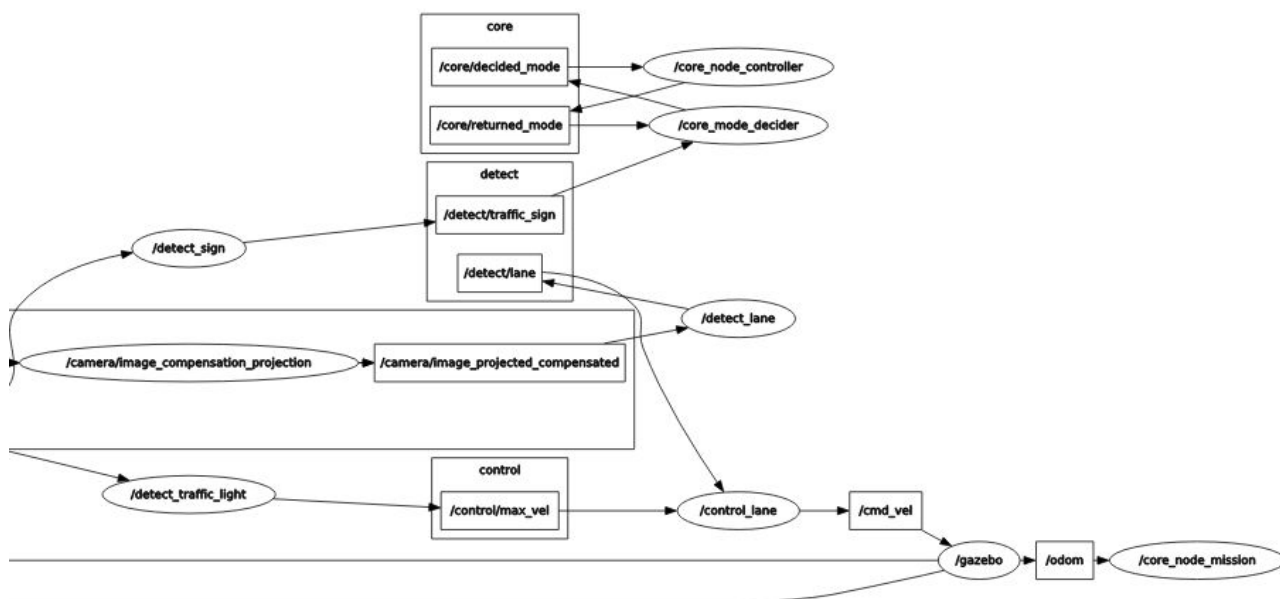 core
/core/decided_mode
/core_node_controller
/core/returned_mode
/core_mode_decider
detect
/detect/traffic_sign
/detect_sign
/detect/lane
/detect_lane
/camera/image_compensation_projection
/camera/image_projected_compensated
control
/detect_traffic_light
/control/max_vel
/control_lane
/cmd_vel
/gazebo
/odom
/core_node_mission